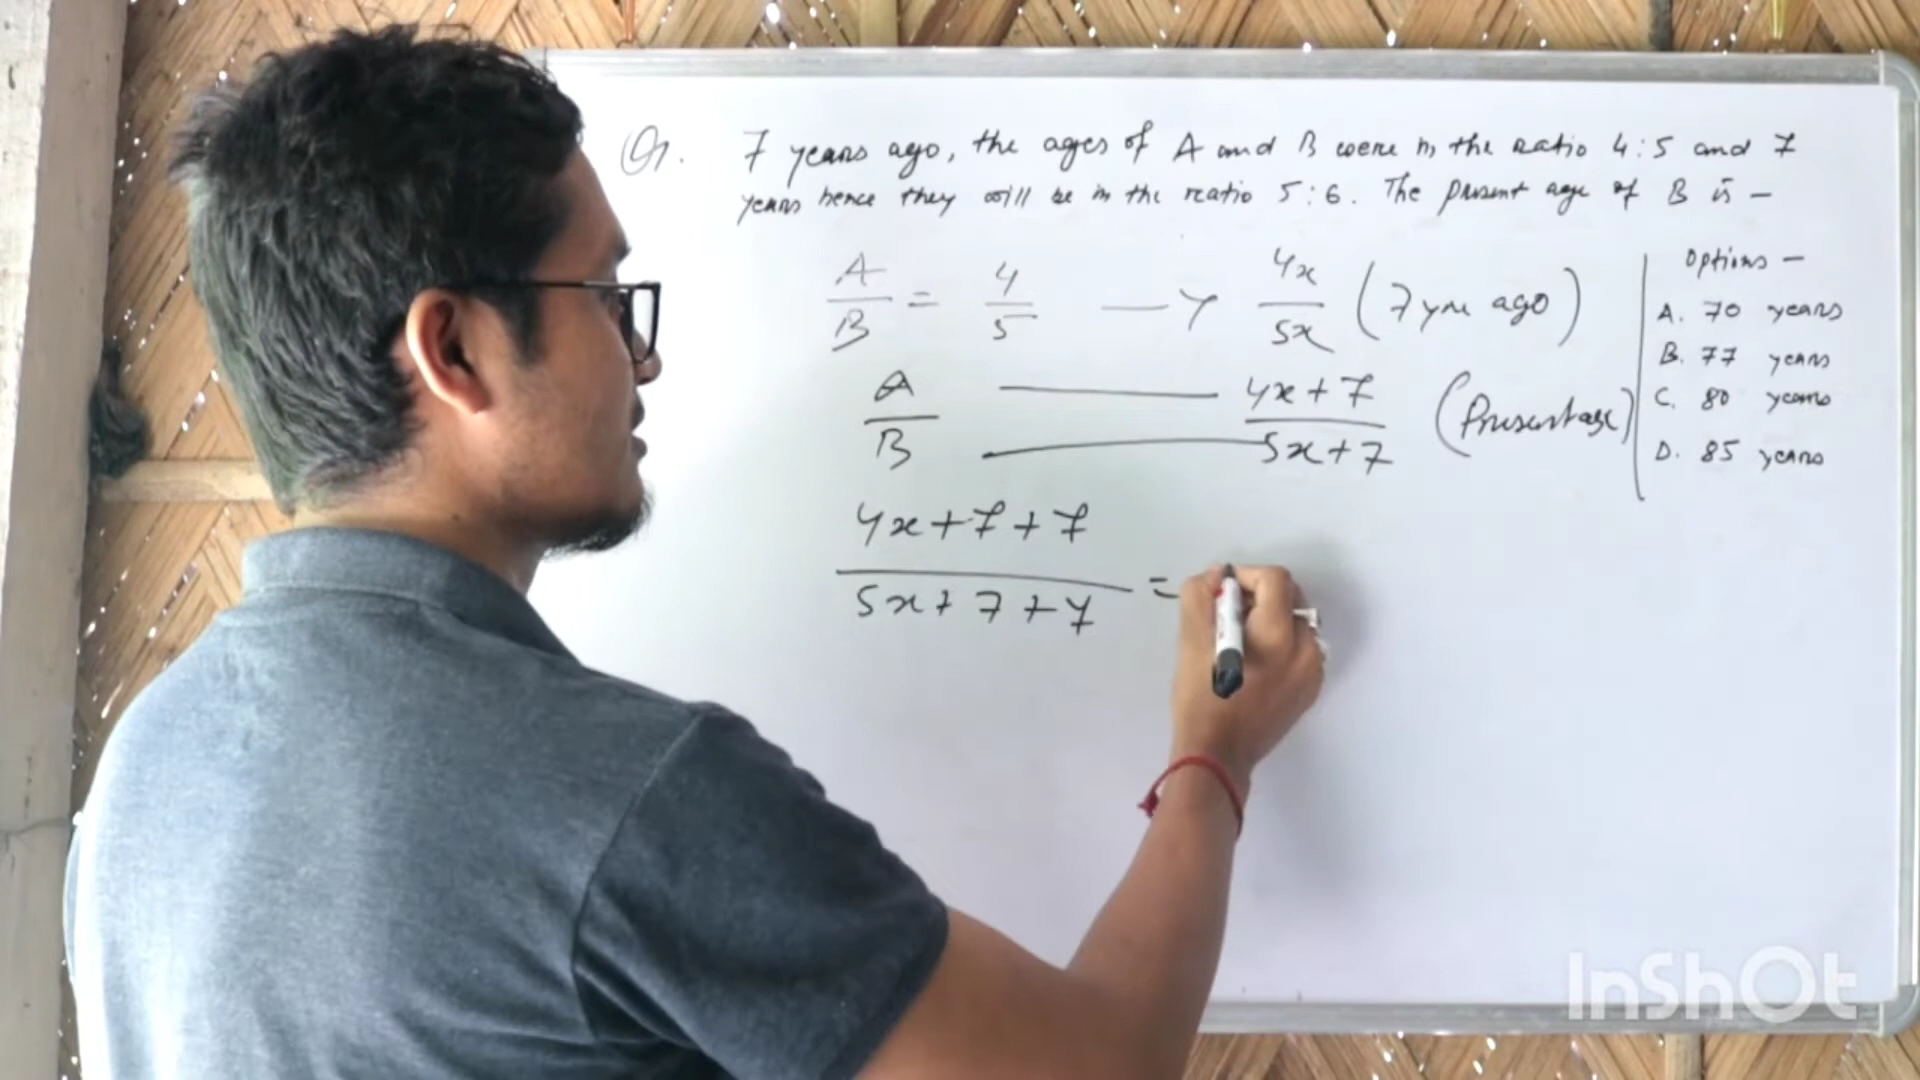 Qn. 7 years ago, the ages of A and B were in the ratio 4:5 and 7
years hence they will be in the ratio 5:6. The present age of B is —
A/B = 4/5 → 4x/5x (7 yrs ago)
A/B 4x+7/5x+7 (Present age)
4x+7+7/5x+7+7 =
Options —
A. 70 years
B. 77 years
C. 80 years
D. 85 years
InShOt